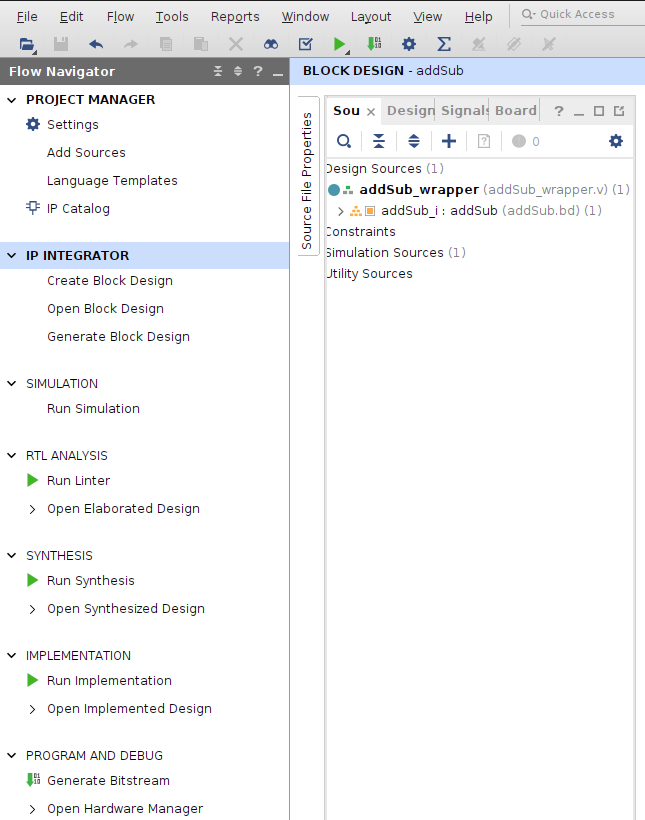 File Edit Flow Tools Reports Window Layout View Help Quick Access
Flow Navigator
PROJECT MANAGER
Settings
Add Sources
Language Templates
IP Catalog
IP INTEGRATOR
Create Block Design
Open Block Design
Generate Block Design
SIMULATION
Run Simulation
RTL ANALYSIS
Run Linter
Open Elaborated Design
SYNTHESIS
Run Synthesis
Open Synthesized Design
IMPLEMENTATION
Run Implementation
Open Implemented Design
PROGRAM AND DEBUG
Generate Bitstream
Open Hardware Manager
BLOCK DESIGN - addSub
Source File Properties
Sou Design Signals Board
0
Design Sources (1)
addSub_wrapper (addSub_wrapper.v) (1)
addSub_i : addSub (addSub.bd) (1)
Constraints
Simulation Sources (1)
Utility Sources